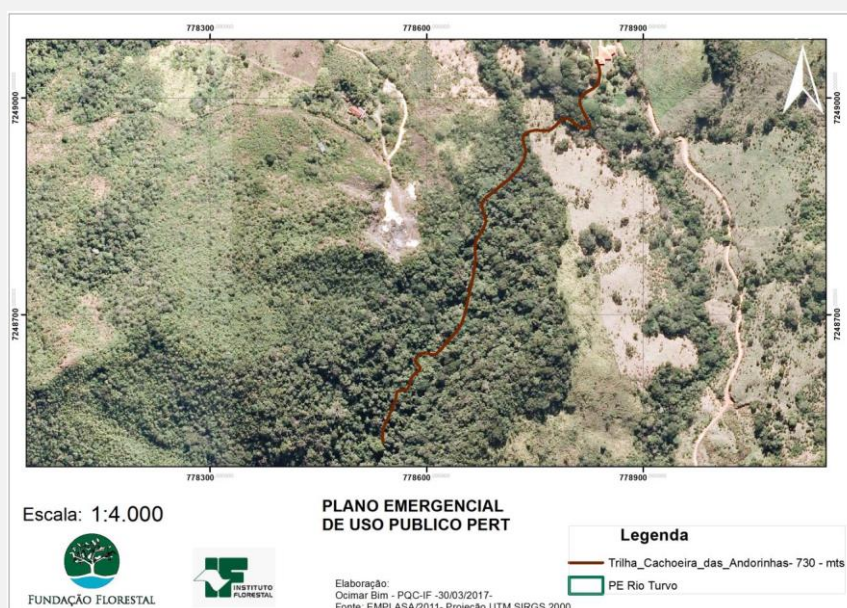 778300
778600
778900
7249000
7249000
7248700
7248700
778300
778600
778900
Escala: 1:4.000
PLANO EMERGENCIAL
DE USO PUBLICO PERT
Legenda
Trilha_Cachoeira_das_Andorinhas- 730 - mts
PE Rio Turvo
FUNDAÇÃO FLORESTAL
IF INSTITUTO
FLORESTAL
Elaboração:
Ocimar Bim - PQC-IF -30/03/2017-
Fonte: EMPLASA/2011- Projeção UTM SIRGS 2000